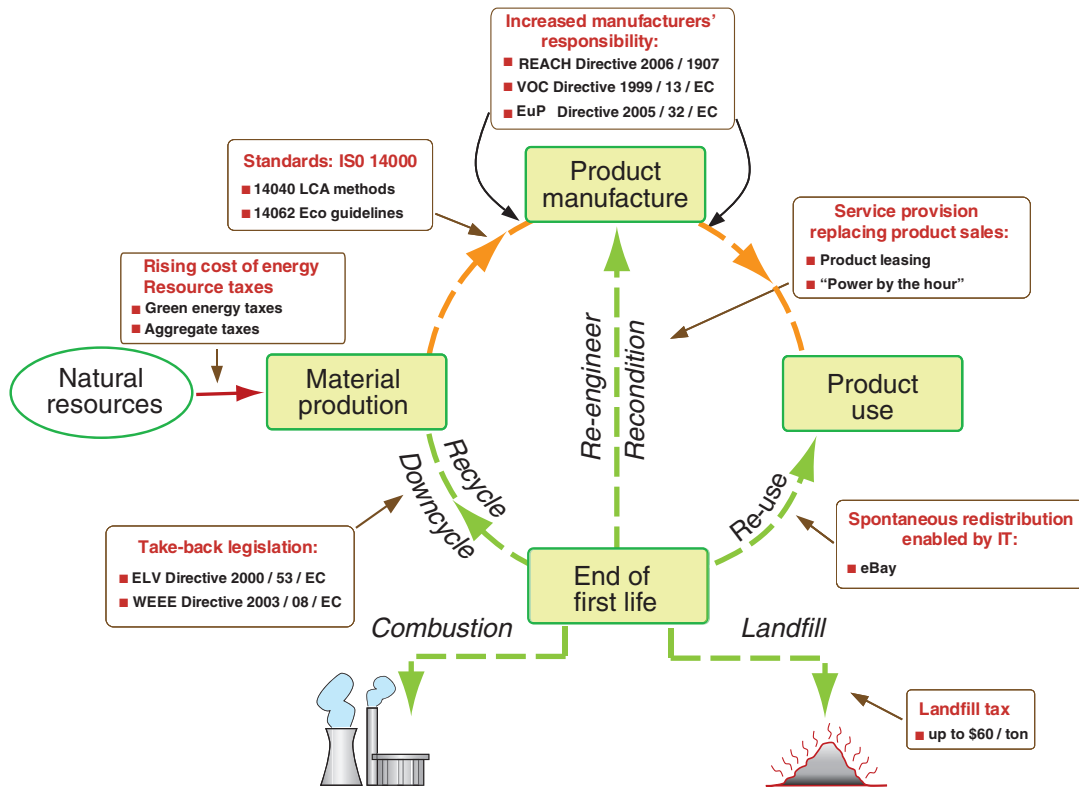 Increased manufacturers'
responsibility:
■ REACH Directive 2006 / 1907
■ VOC Directive 1999 / 13 / EC
■ EuP Directive 2005 / 32 / EC
Standards: IS0 14000
■ 14040 LCA methods
■ 14062 Eco guidelines
Product
manufacture
Service provision
replacing product sales:
■ Product leasing
■ “Power by the hour”
Rising cost of energy
Resource taxes
■ Green energy taxes
■ Aggregate taxes
Natural
resources
Material
prodution
Re-engineer
Recondition
Product
use
Recycle
Downcycle
Re-use
Take-back legislation:
■ ELV Directive 2000 / 53 / EC
■ WEEE Directive 2003 / 08 / EC
End of
first life
Spontaneous redistribution
enabled by IT:
■ eBay
Combustion
Landfill
Landfill tax
■ up to $60 / ton